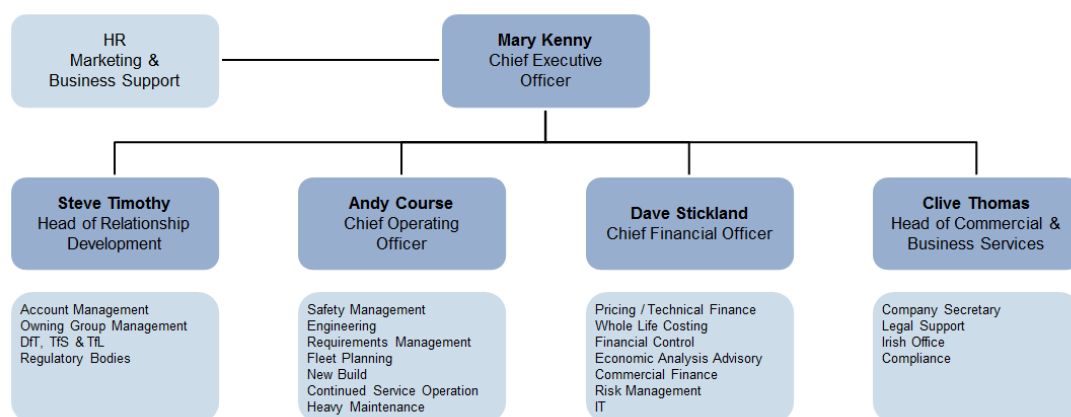 HR
Marketing &
Business Support
Mary Kenny
Chief Executive
Officer
Steve Timothy
Head of Relationship
Development
Andy Course
Chief Operating
Officer
Dave Stickland
Chief Financial Officer
Clive Thomas
Head of Commercial &
Business Services
Account Management
Owning Group Management
DfT, TfS & TfL
Regulatory Bodies
Safety Management
Engineering
Requirements Management
Fleet Planning
New Build
Continued Service Operation
Heavy Maintenance
Pricing / Technical Finance
Whole Life Costing
Financial Control
Economic Analysis Advisory
Commercial Finance
Risk Management
IT
Company Secretary
Legal Support
Irish Office
Compliance